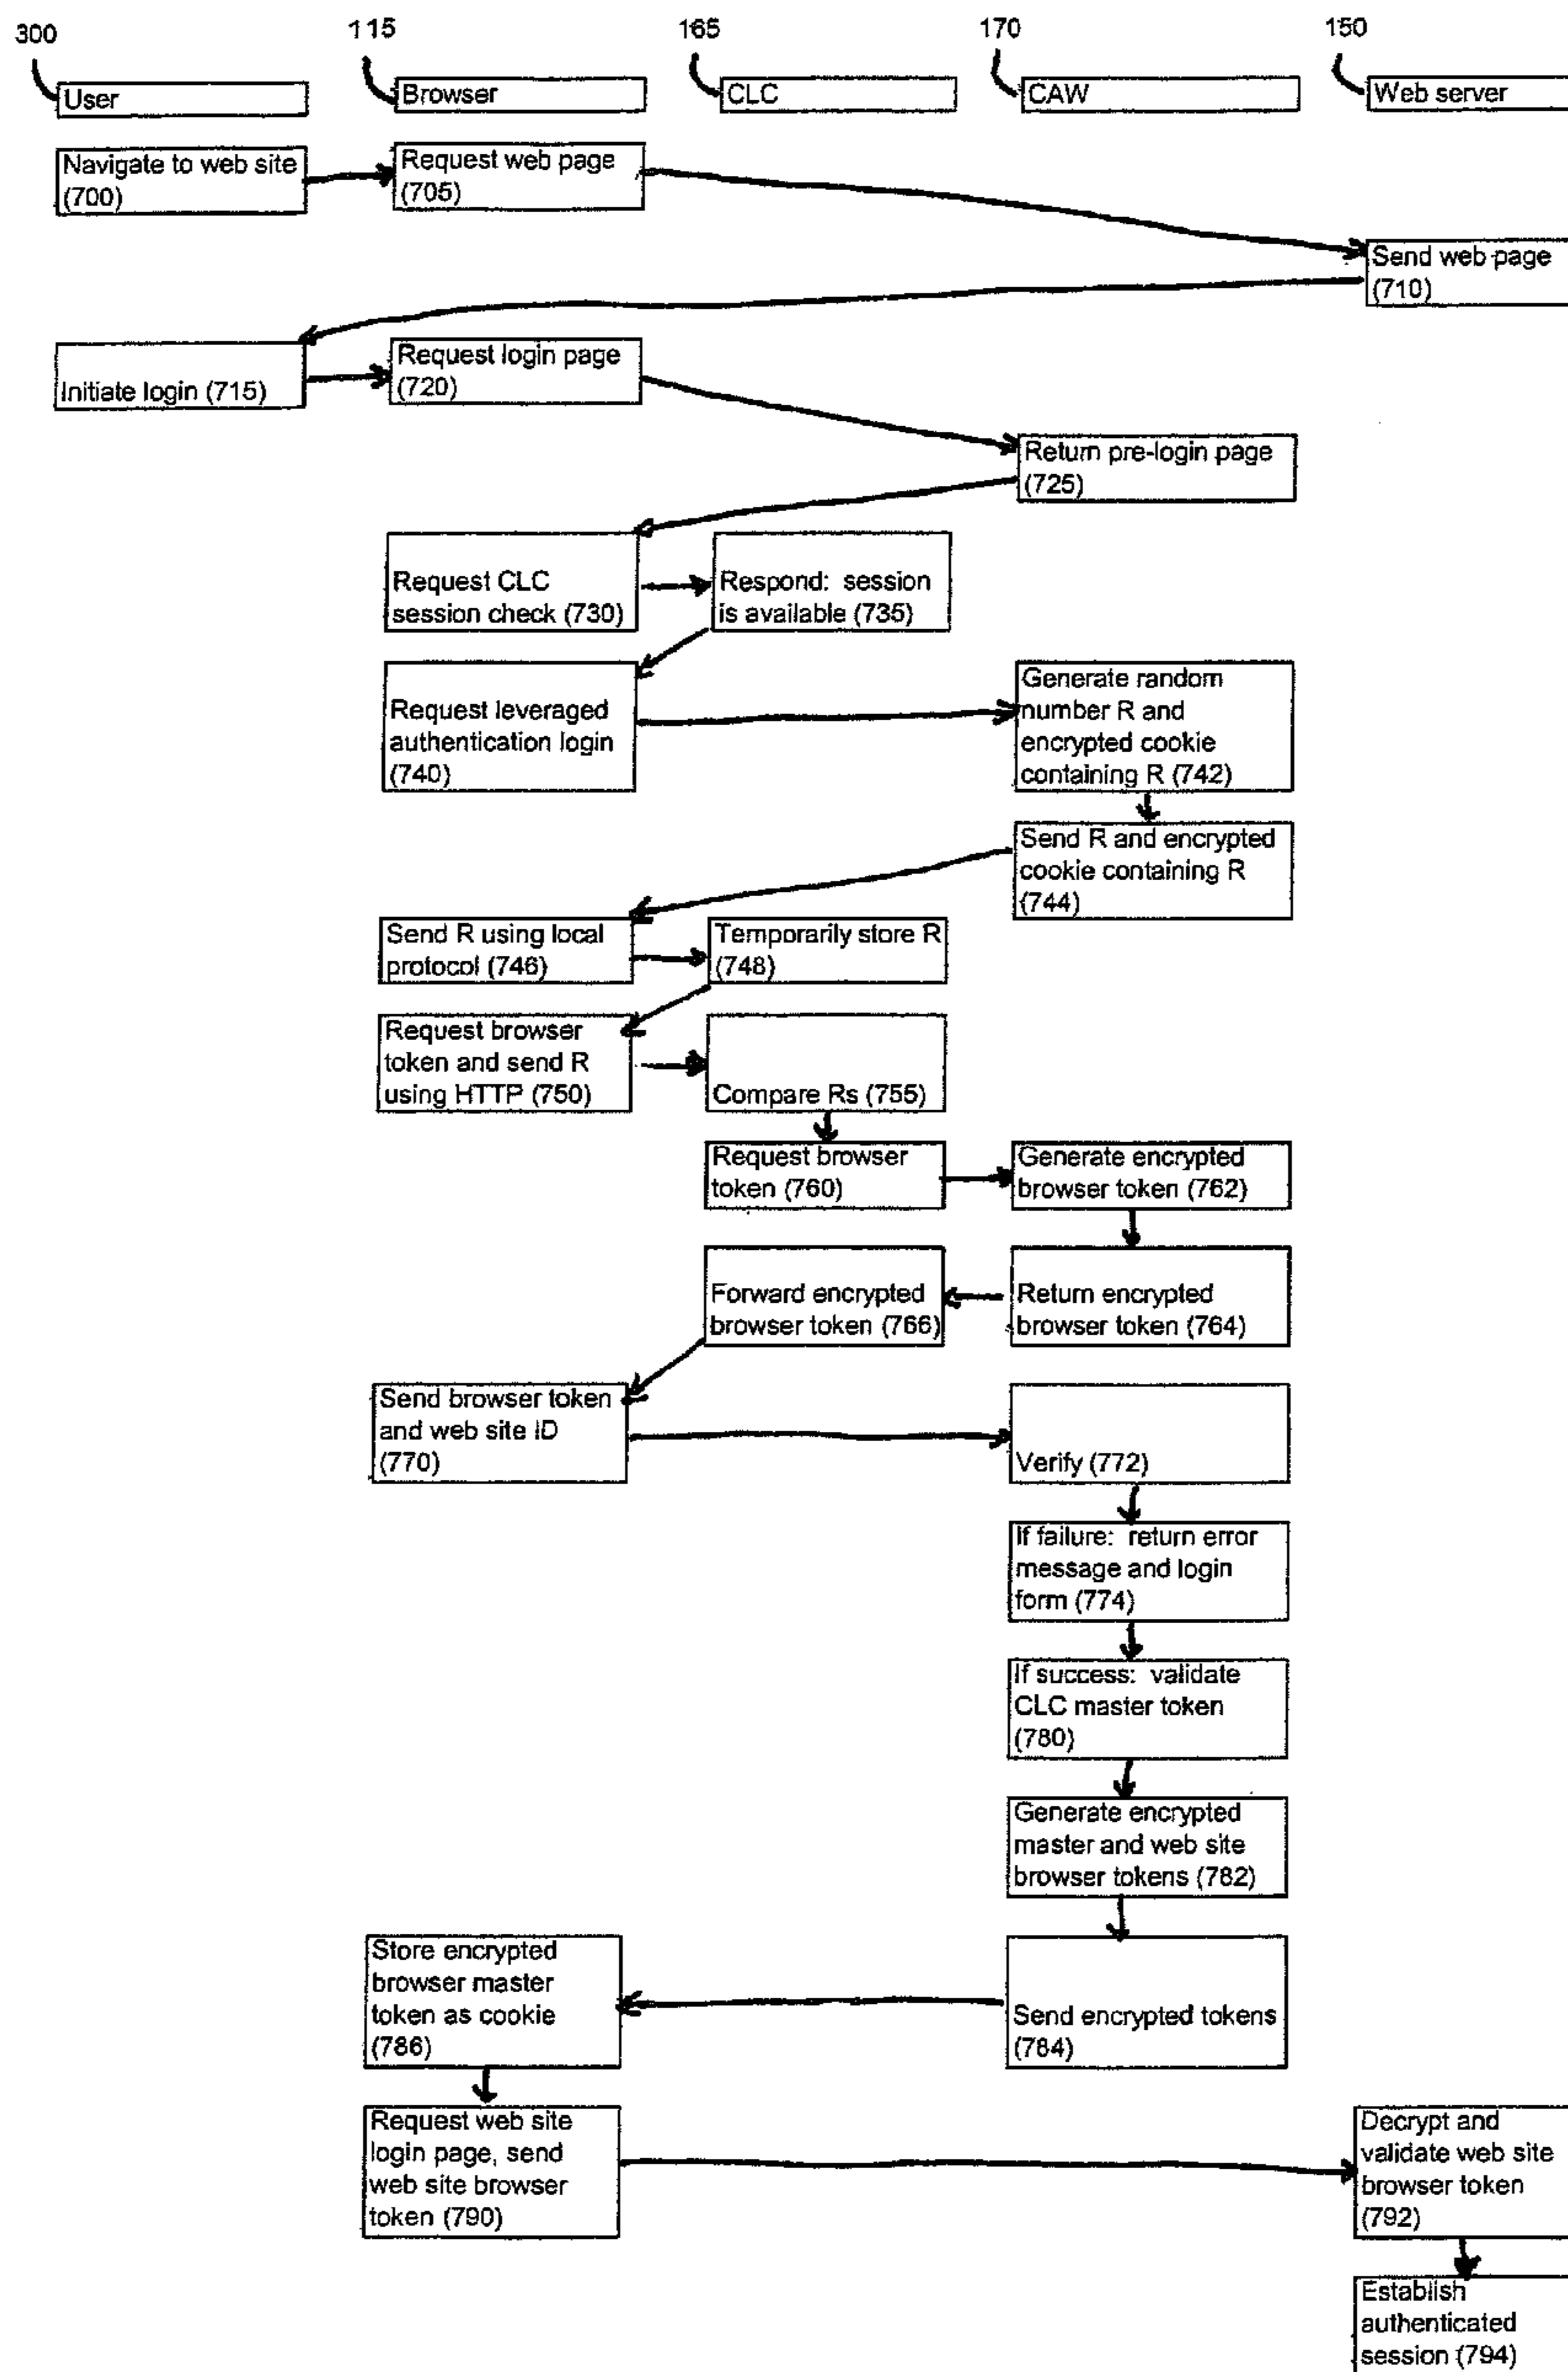 300
115
165
170
150
User
Browser
CLC
CAW
Web server
Navigate to web site
(700)
Request web page
(705)
Send web page
(710)
Initiate login (715)
Request login page
(720)
Return pre-login page
(725)
Request CLC
session check (730)
Respond: session
is available (735)
Request leveraged
authentication login
(740)
Generate random
number R and
encrypted cookie
containing R (742)
Send R and encrypted
cookie containing R
(744)
Send R using local
protocol (746)
Temporarily store R
(748)
Request browser
token and send R
using HTTP (750)
Compare Rs (755)
Request browser
token (760)
Generate encrypted
browser token (762)
Forward encrypted
browser token (766)
Return encrypted
browser token (764)
Send browser token
and web site ID
(770)
Verify (772)
If failure: return error
message and login
form (774)
If success: validate
CLC master token
(780)
Generate encrypted
master and web site
browser tokens (782)
Store encrypted
browser master
token as cookie
(786)
Send encrypted tokens
(784)
Request web site
login page, send
web site browser
token (790)
Decrypt and
validate web site
browser token
(792)
Establish
authenticated
session (794)